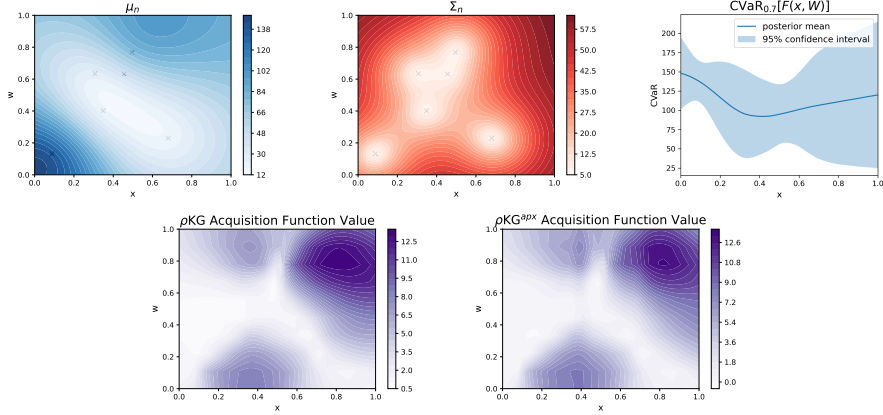 μn
Σn
CVaR0.7[F(x, W)]
1.0
0.8
0.6
0.4
0.2
0.0
w
0.0 0.2 0.4 0.6 0.8 1.0
x
138
120
102
84
66
48
30
12
1.0
0.8
0.6
0.4
0.2
0.0
w
0.0 0.2 0.4 0.6 0.8 1.0
x
57.5
50.0
42.5
35.0
27.5
20.0
12.5
5.0
posterior mean
95% confidence interval
200
175
150
125
100
75
50
25
CVaR
0.0 0.2 0.4 0.6 0.8 1.0
x
ρKG Acquisition Function Value
ρKGapx Acquisition Function Value
1.0
0.8
0.6
0.4
0.2
0.0
w
0.0 0.2 0.4 0.6 0.8 1.0
x
12.5
10.5
8.5
6.5
4.5
2.5
0.5
1.0
0.8
0.6
0.4
0.2
0.0
w
0.0 0.2 0.4 0.6 0.8 1.0
x
12.6
10.8
9.0
7.2
5.4
3.6
1.8
0.0